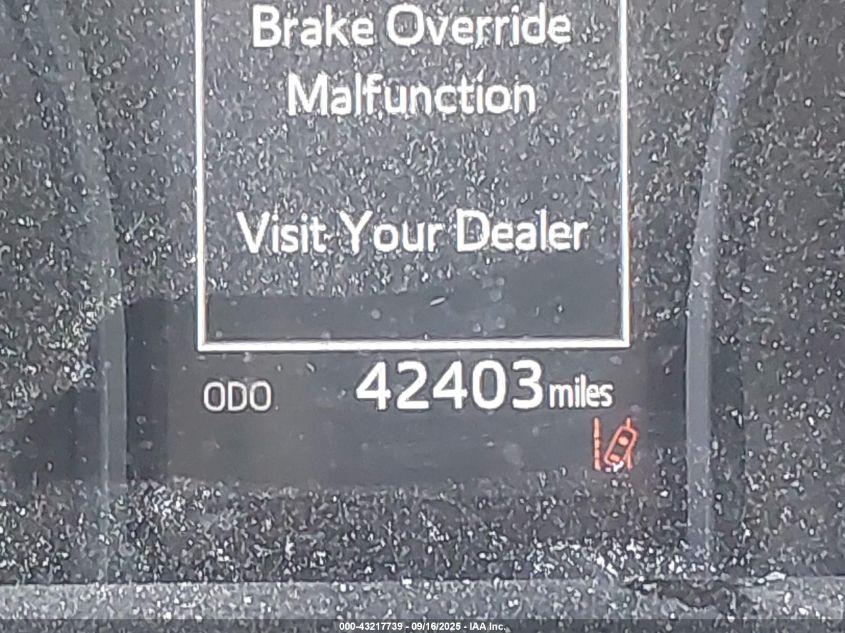 Brake Override
Malfunction
Visit Your Dealer
ODO 42403 miles
000-43217739 - 09/16/2025 - IAA Inc.